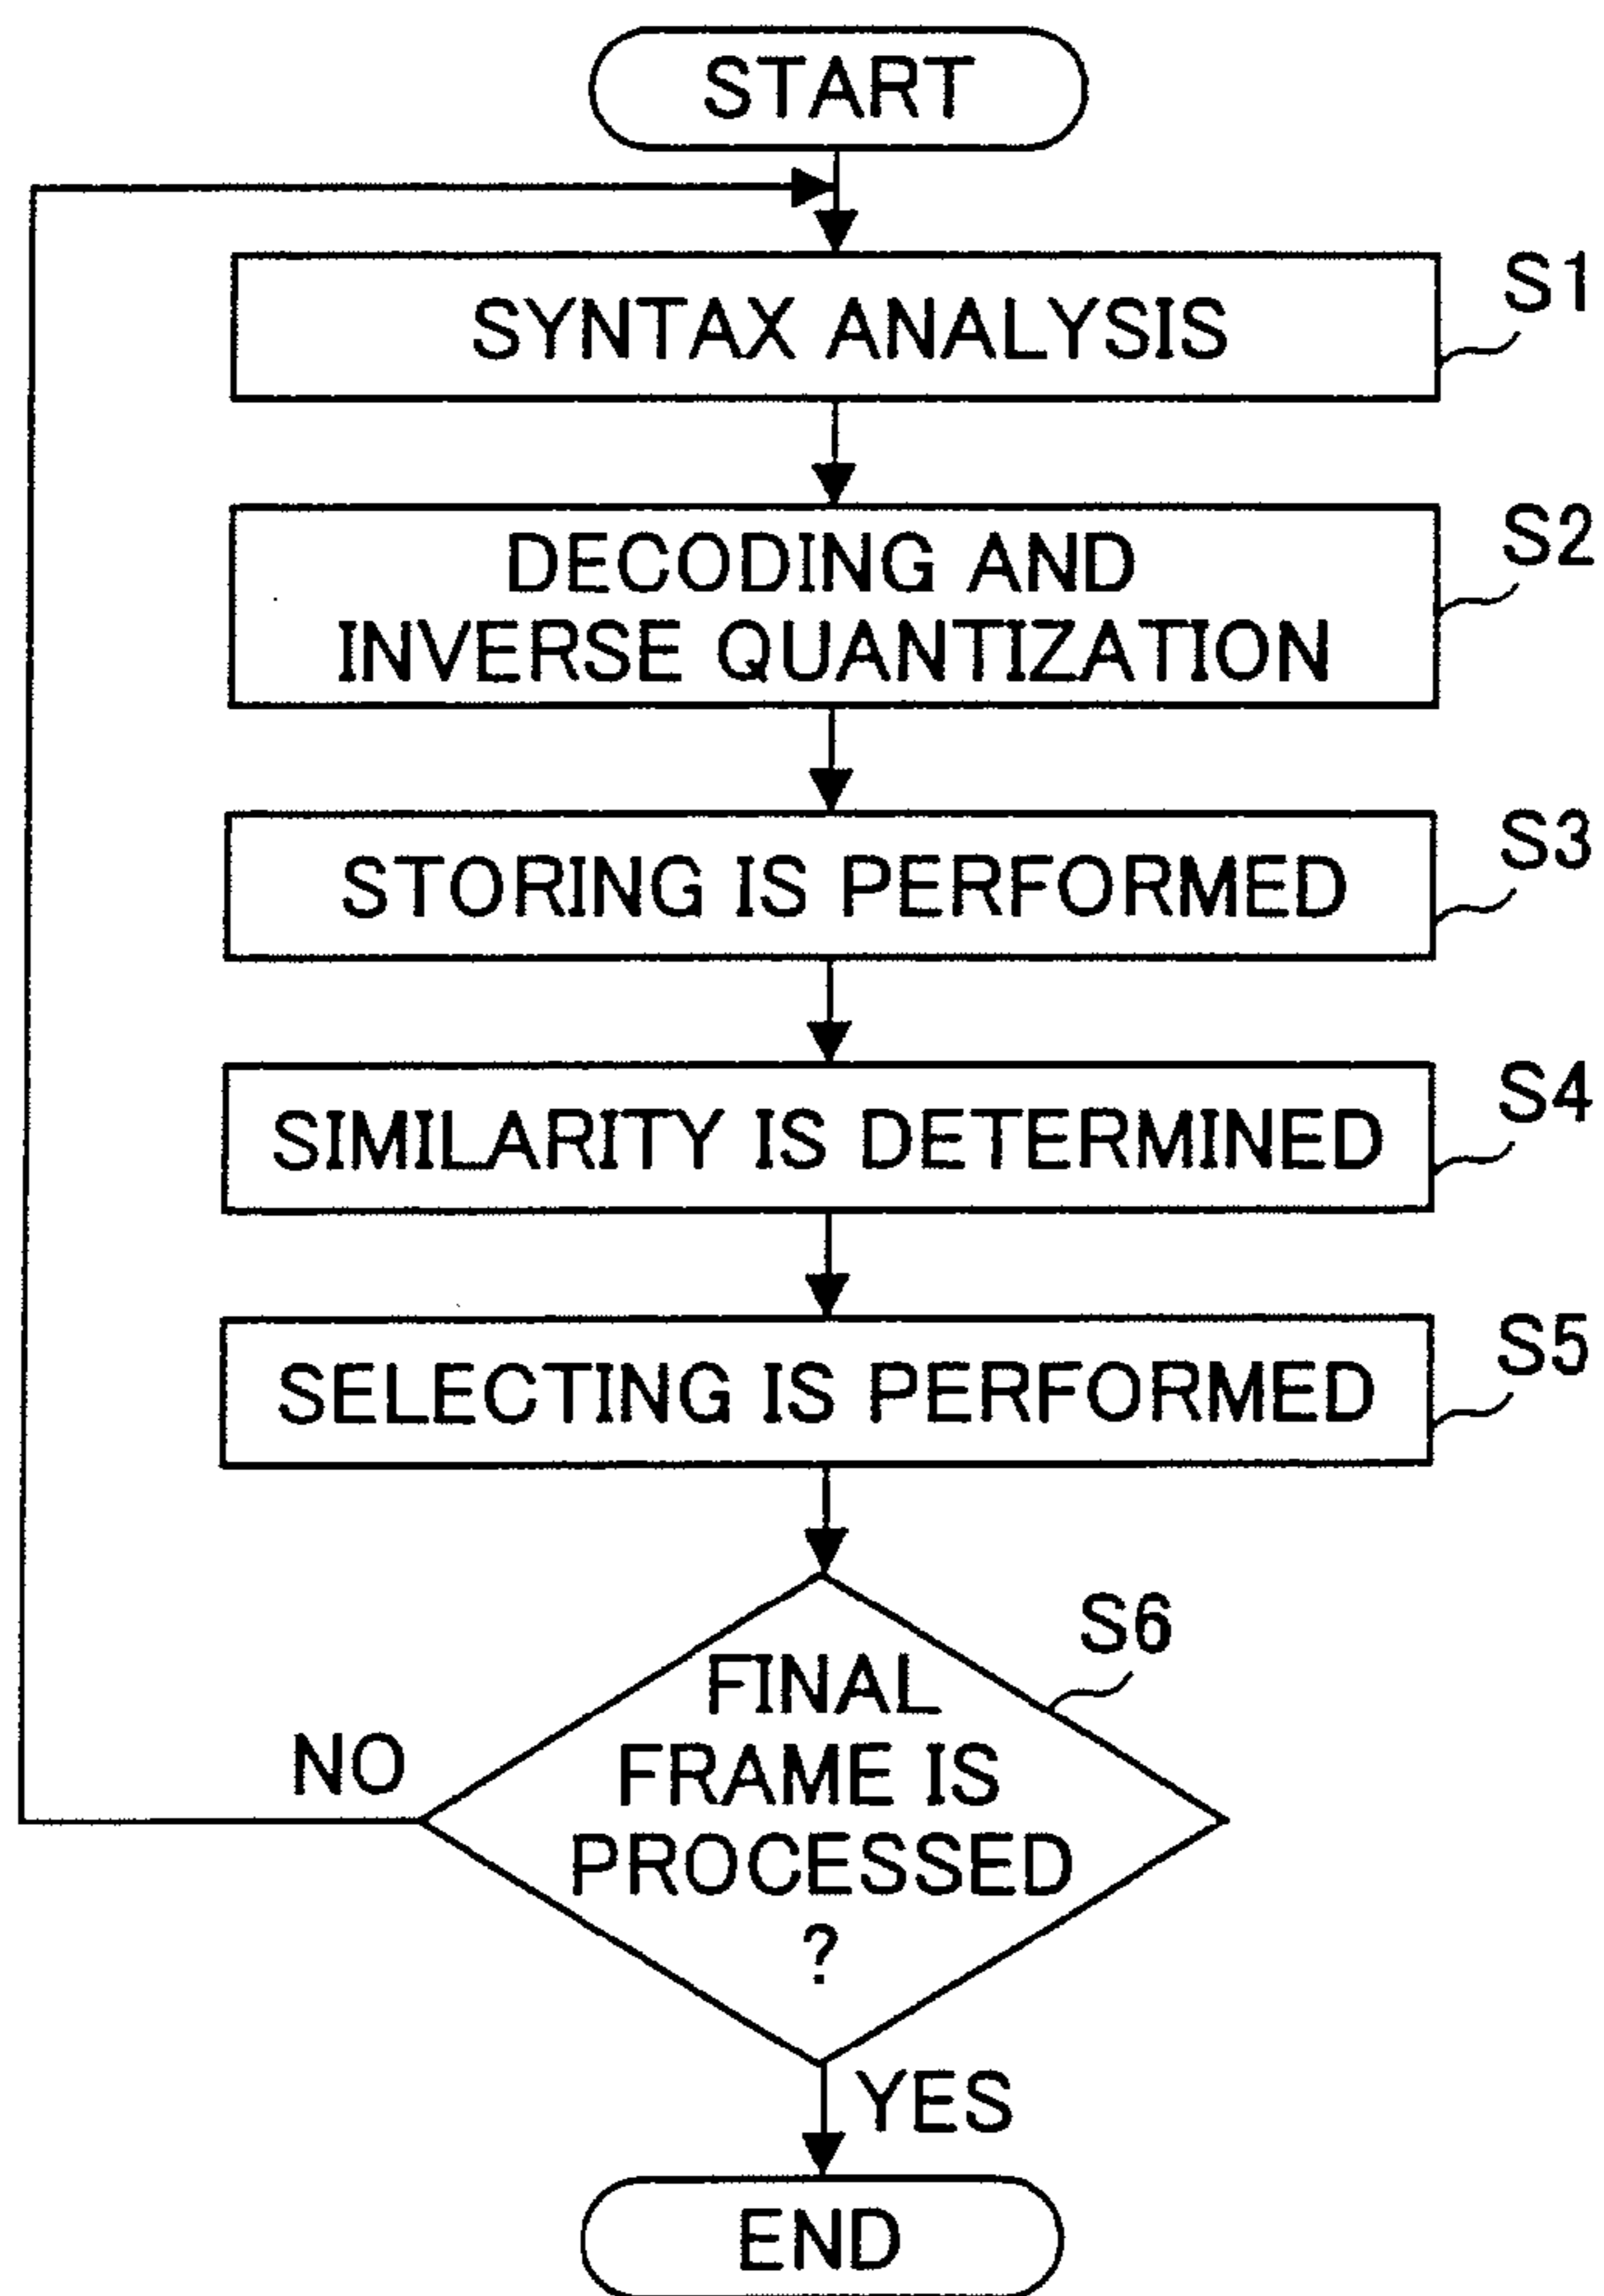 START
SYNTAX ANALYSIS
S1
DECODING AND
INVERSE QUANTIZATION
S2
STORING IS PERFORMED
S3
SIMILARITY IS DETERMINED
S4
SELECTING IS PERFORMED
S5
S6
FINAL
FRAME IS
PROCESSED
?
NO
YES
END